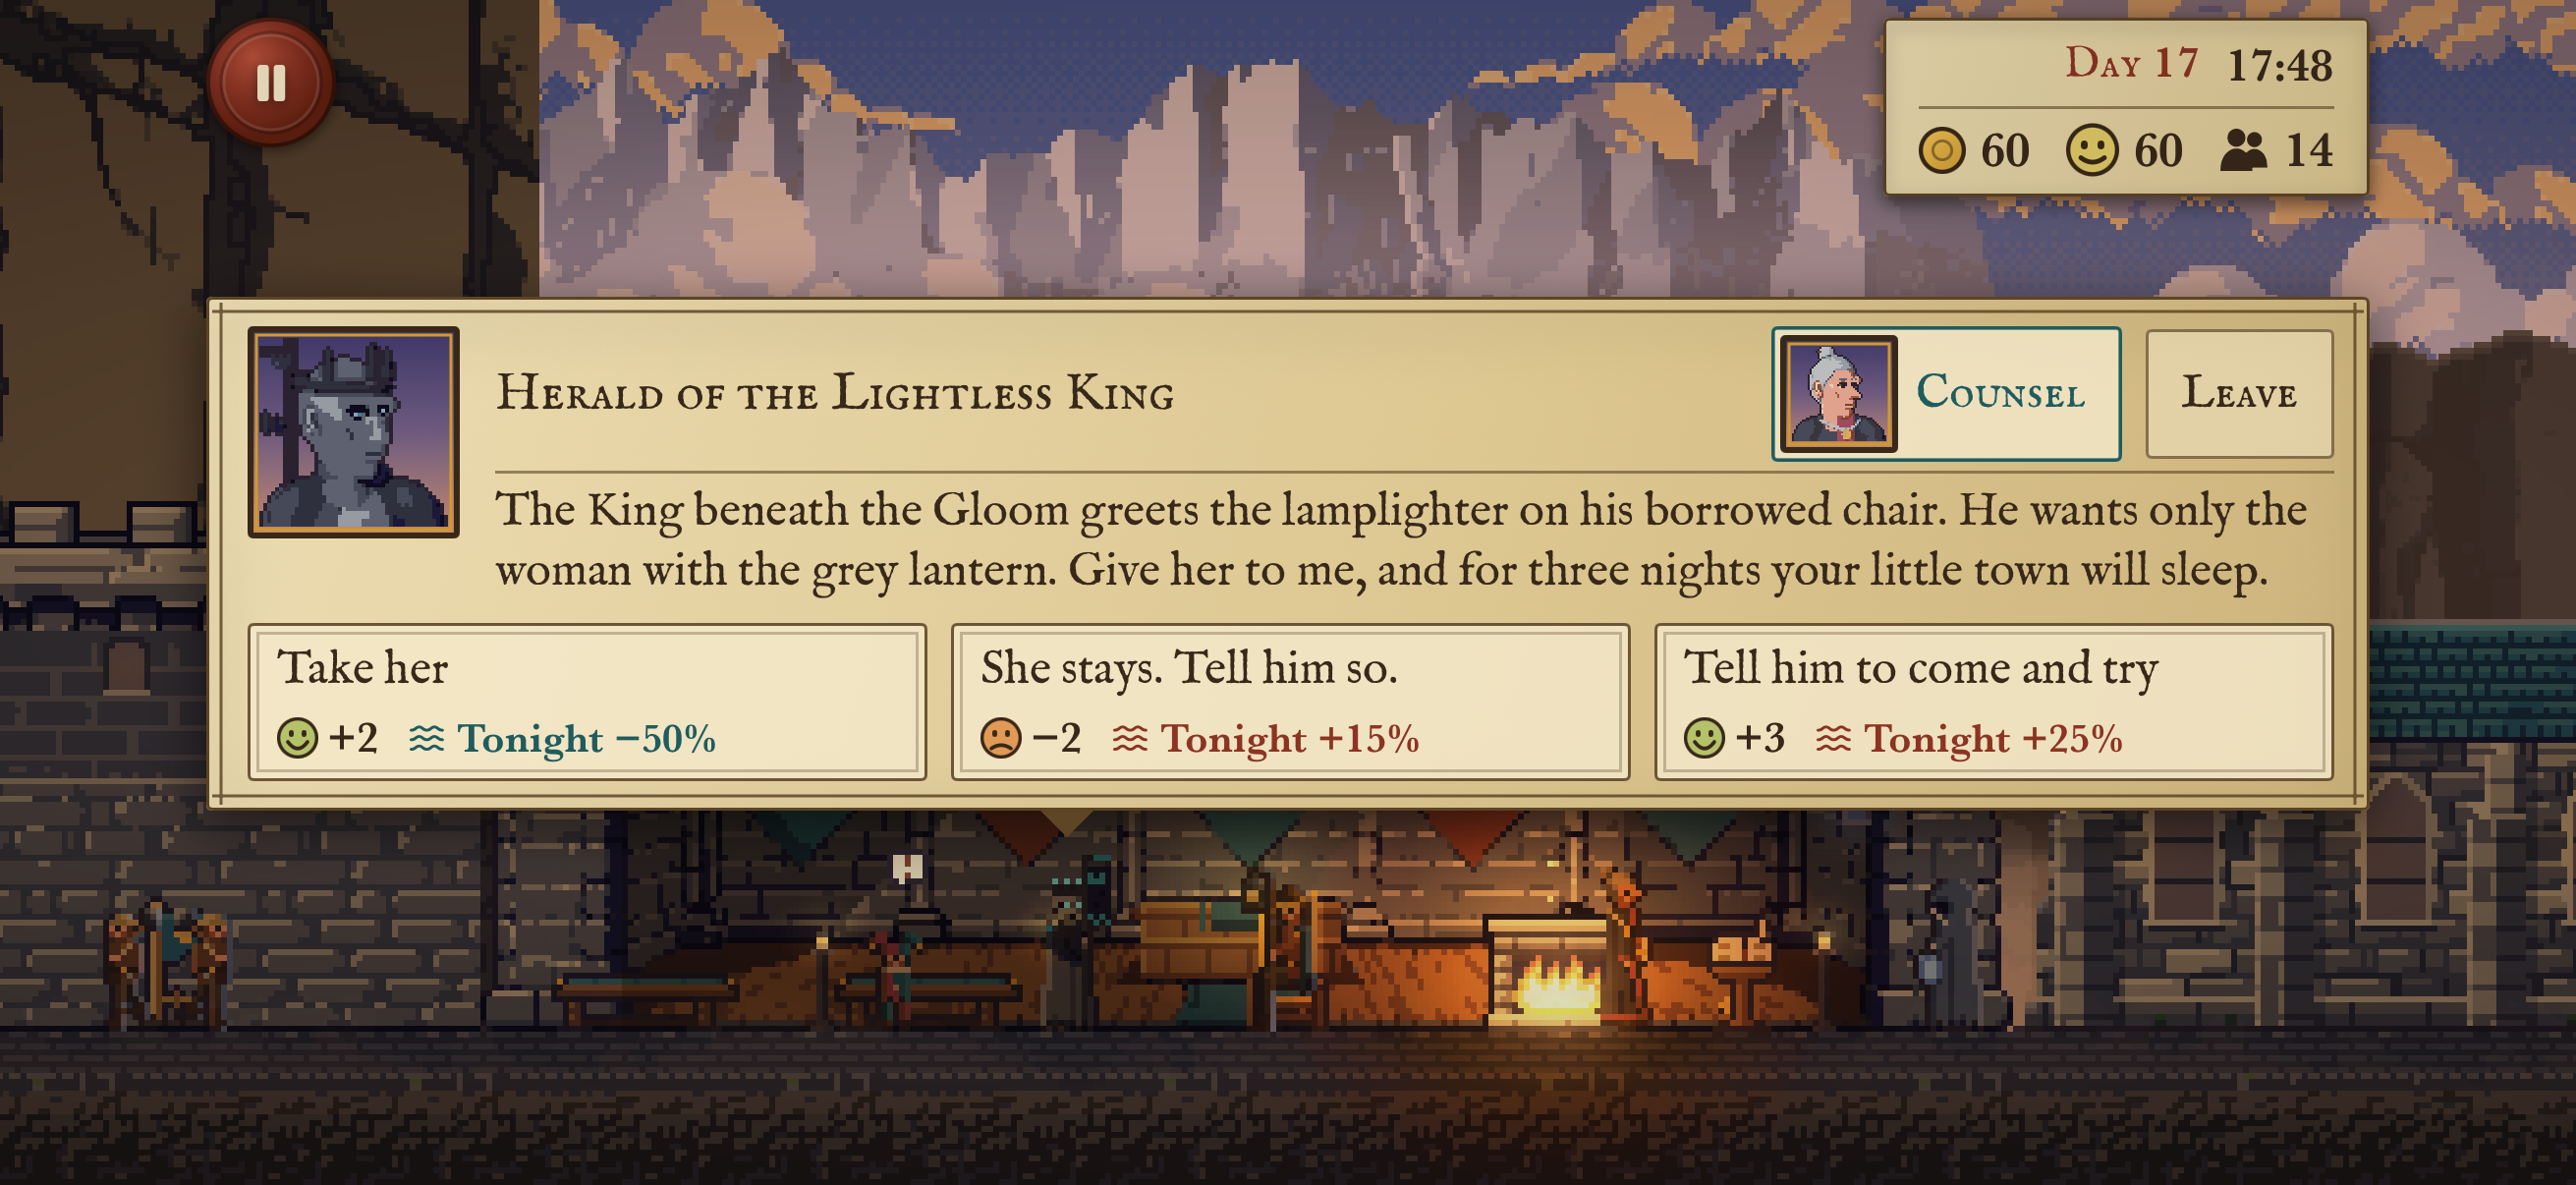 Day 17 17:48
60 60 14
Herald of the Lightless King
Counsel
Leave
The King beneath the Gloom greets the lamplighter on his borrowed chair. He wants only the
woman with the grey lantern. Give her to me, and for three nights your little town will sleep.
Take her
+2 Tonight −50%
She stays. Tell him so.
−2 Tonight +15%
Tell him to come and try
+3 Tonight +25%